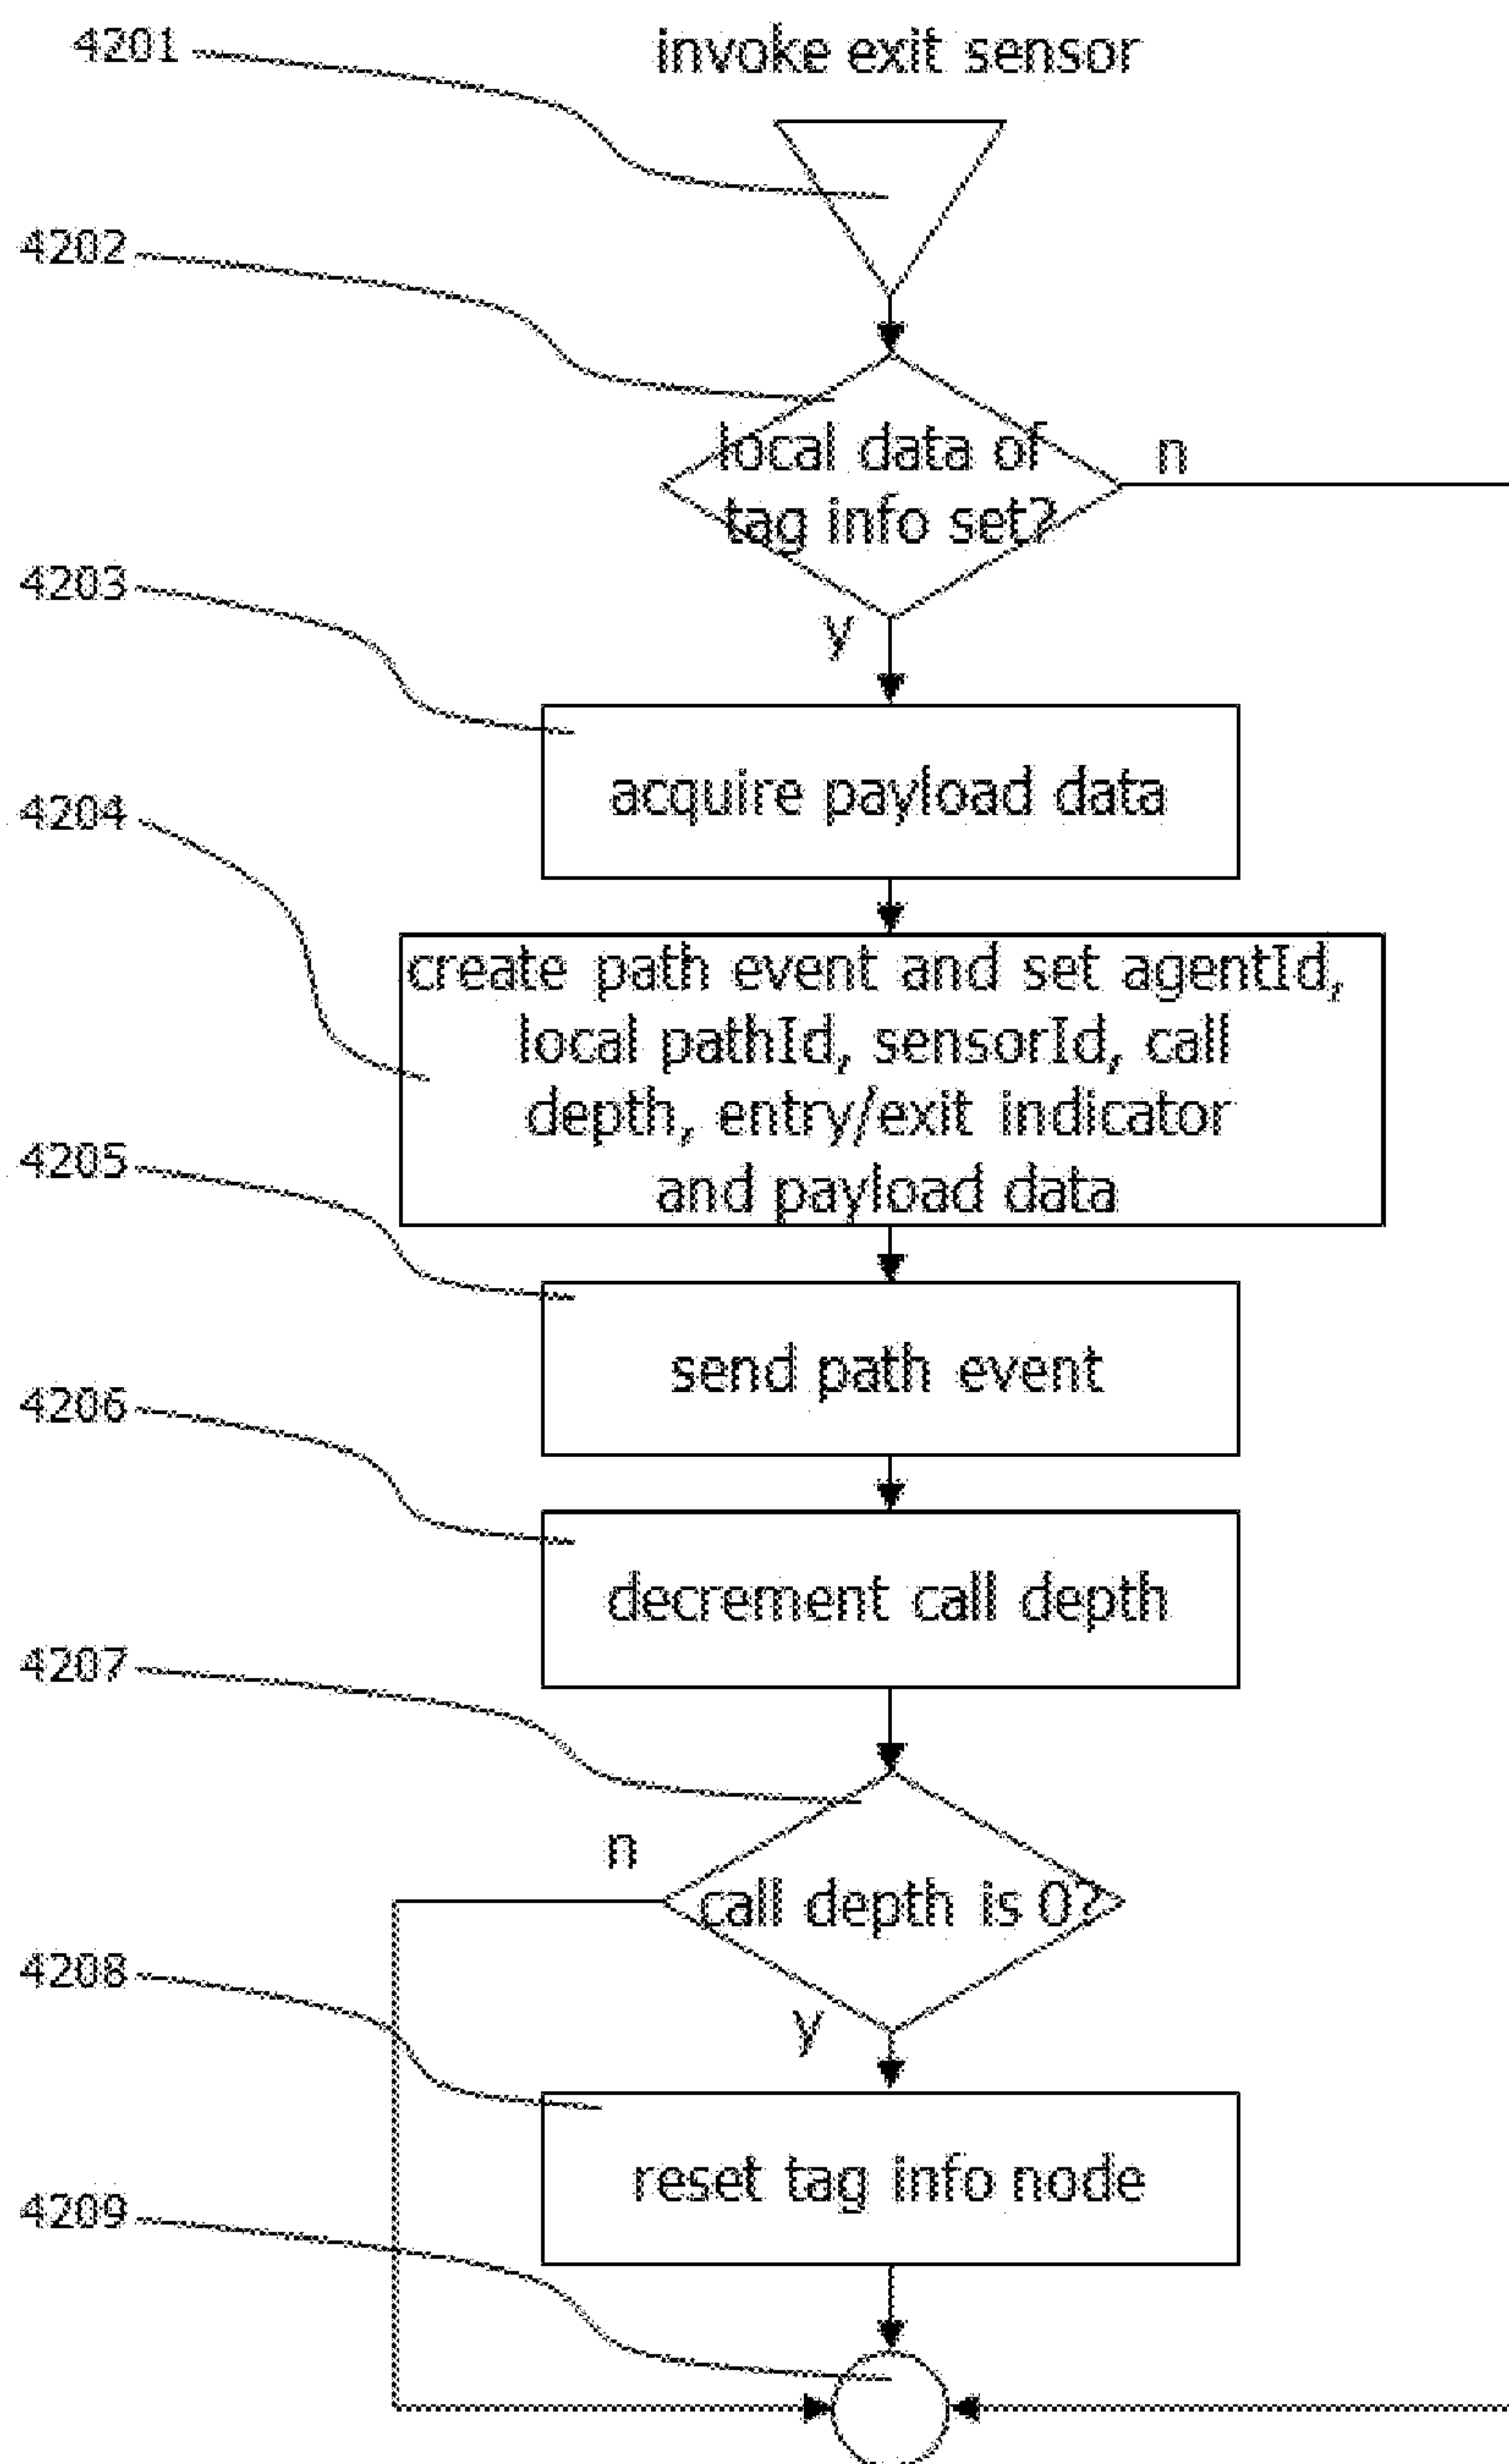 4201
invoke exit sensor
4202
local data of
tag info set?
n
y
4203
acquire payload data
4204
create path event and set agentId,
local pathId, sensorId, call
depth, entry/exit indicator
and payload data
4205
send path event
4206
decrement call depth
4207
n
call depth is 0?
y
4208
reset tag info node
4209